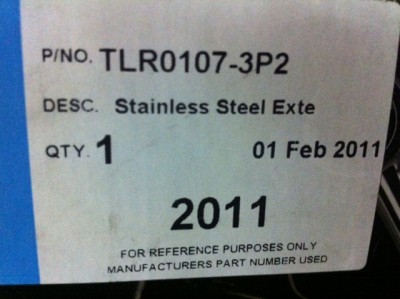 P/NO. TLR0107-3P2
DESC. Stainless Steel Exte
QTY. 1 01 Feb 2011
2011
FOR REFERENCE PURPOSES ONLY
MANUFACTURERS PART NUMBER USED